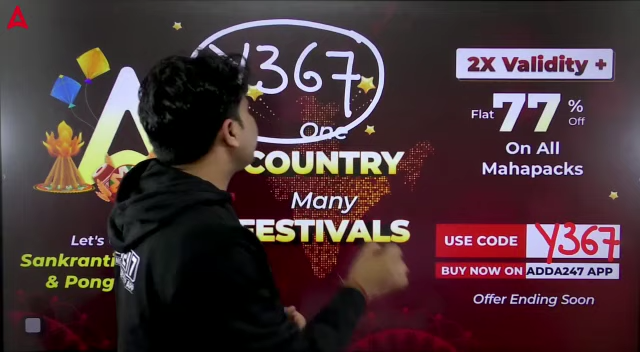 Y367
2X Validity +
Flat 77% Off
On All
Mahapacks
One
COUNTRY
Many
FESTIVALS
Let's
Sankranti
& Pong
USE CODE Y367
BUY NOW ON ADDA247 APP
Offer Ending Soon